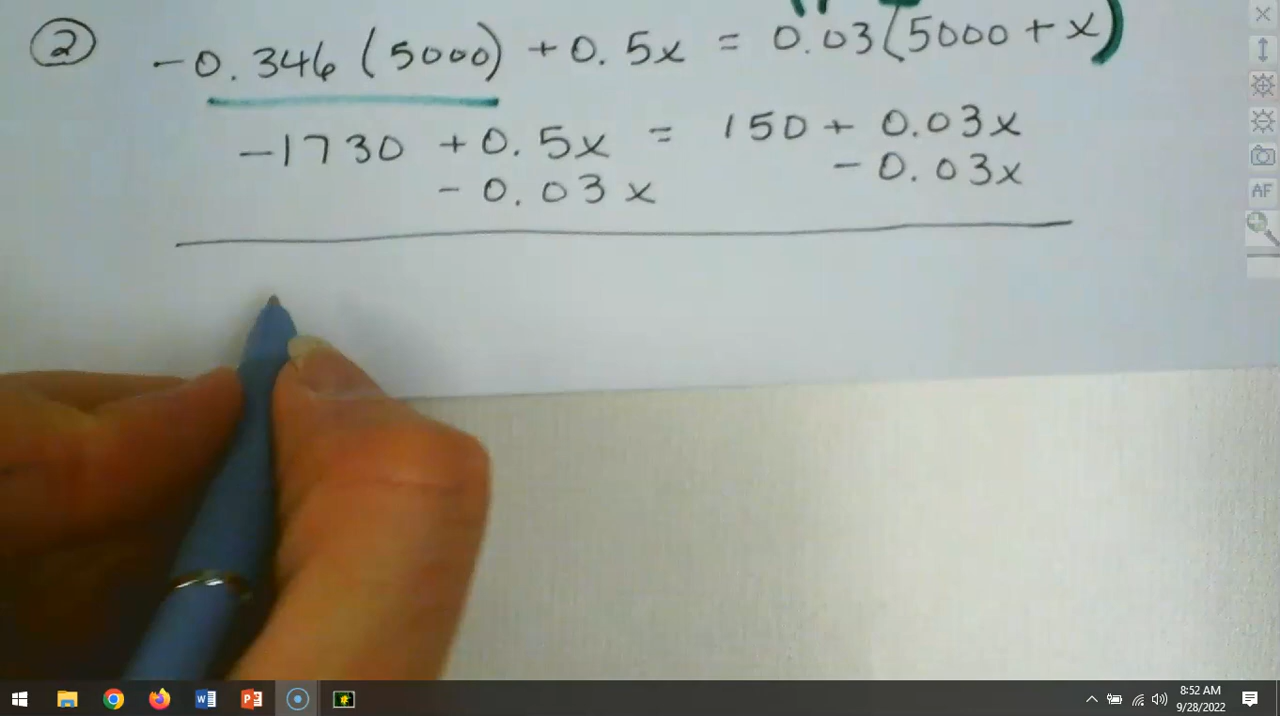 ② -0.346(5000) + 0.5x = 0.03(5000 + x)
-1730 + 0.5x = 150 + 0.03x
- 0.03x - 0.03x
AF
8:52 AM
9/28/2022